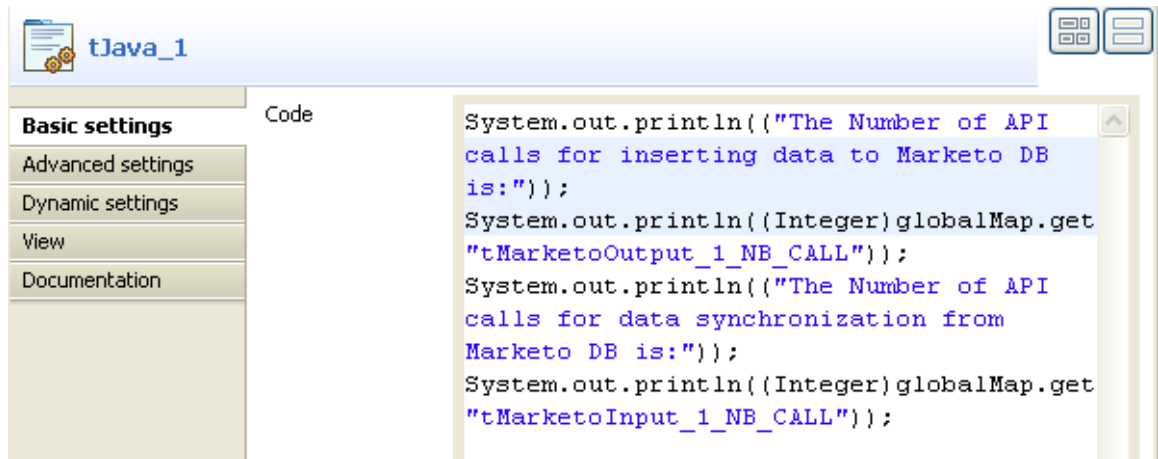 tJava_1
Basic settings
Advanced settings
Dynamic settings
View
Documentation
Code
System.out.println(("The Number of API
calls for inserting data to Marketo DB
is:"));
System.out.println((Integer)globalMap.get
"tMarketoOutput_1_NB_CALL"));
System.out.println(("The Number of API
calls for data synchronization from
Marketo DB is:"));
System.out.println((Integer)globalMap.get
"tMarketoInput_1_NB_CALL"));